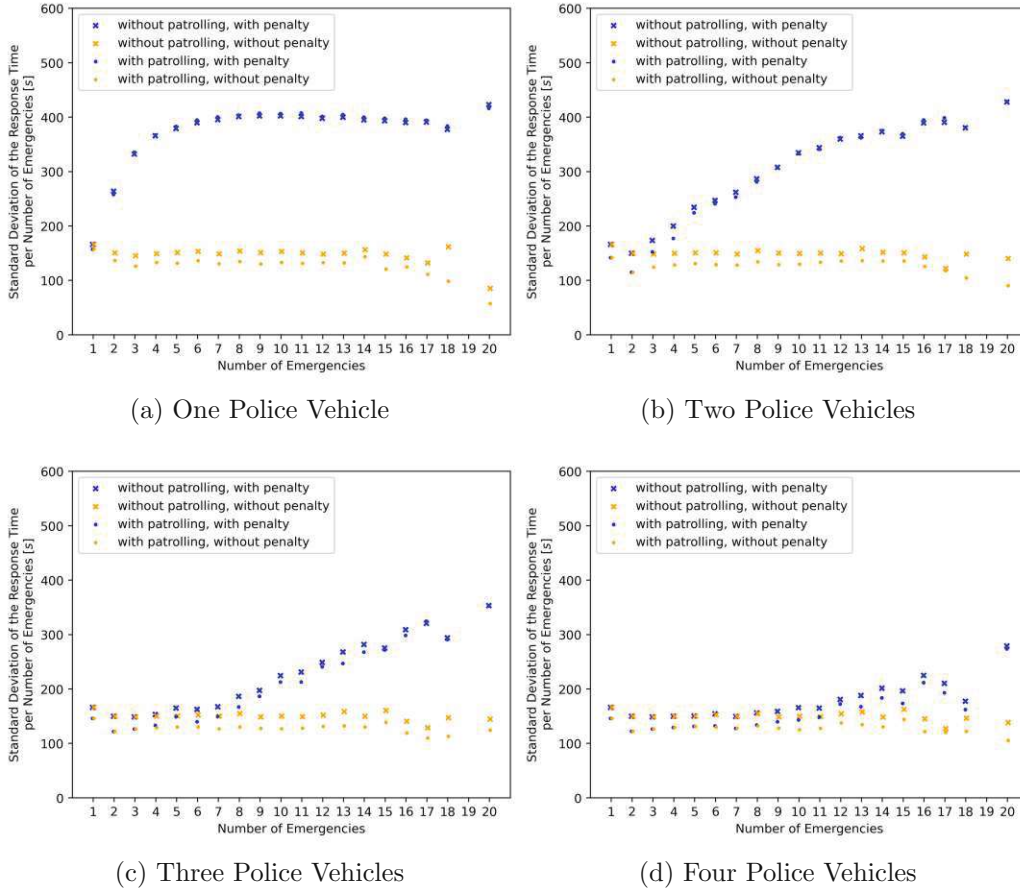 600
500
400
300
200
100
0
Standard Deviation of the Response Time
per Number of Emergencies [s]
without patrolling, with penalty
without patrolling, without penalty
with patrolling, with penalty
with patrolling, without penalty
1 2 3 4 5 6 7 8 9 10 11 12 13 14 15 16 17 18 19 20
Number of Emergencies
(a) One Police Vehicle
600
500
400
300
200
100
0
Standard Deviation of the Response Time
per Number of Emergencies [s]
without patrolling, with penalty
without patrolling, without penalty
with patrolling, with penalty
with patrolling, without penalty
1 2 3 4 5 6 7 8 9 10 11 12 13 14 15 16 17 18 19 20
Number of Emergencies
(b) Two Police Vehicles
600
500
400
300
200
100
0
Standard Deviation of the Response Time
per Number of Emergencies [s]
without patrolling, with penalty
without patrolling, without penalty
with patrolling, with penalty
with patrolling, without penalty
1 2 3 4 5 6 7 8 9 10 11 12 13 14 15 16 17 18 19 20
Number of Emergencies
(c) Three Police Vehicles
600
500
400
300
200
100
0
Standard Deviation of the Response Time
per Number of Emergencies [s]
without patrolling, with penalty
without patrolling, without penalty
with patrolling, with penalty
with patrolling, without penalty
1 2 3 4 5 6 7 8 9 10 11 12 13 14 15 16 17 18 19 20
Number of Emergencies
(d) Four Police Vehicles